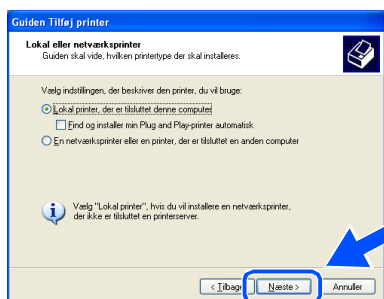 Guiden Tilføj printer
Lokal eller netværksprinter
Guiden skal vide, hvilken printertype der skal installeres.
Vælg indstillingen, der beskriver den printer, du vil bruge:
Lokal printer, der er tilsluttet denne computer
Find og installer min Plug and Play-printer automatisk
En netværksprinter eller en printer, der er tilsluttet en anden computer
Vælg "Lokal printer", hvis du vil installere en netværksprinter,
der ikke er tilsluttet en printerserver.
< Tilbage Næste > Annuller